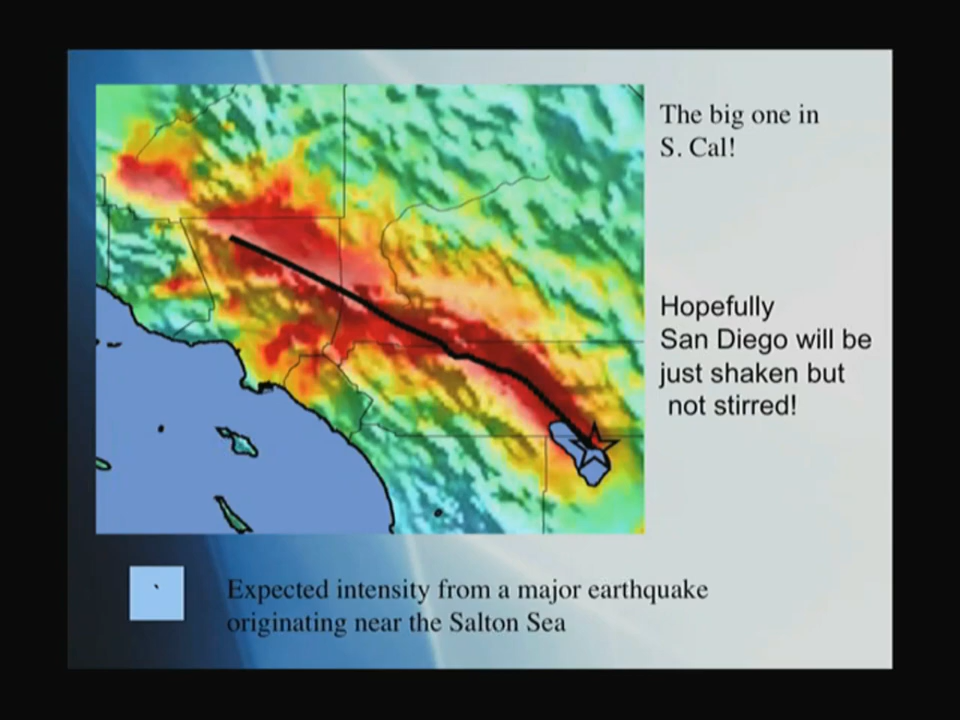 The big one in
S. Cal!
Hopefully
San Diego will be
just shaken but
not stirred!
Expected intensity from a major earthquake
originating near the Salton Sea